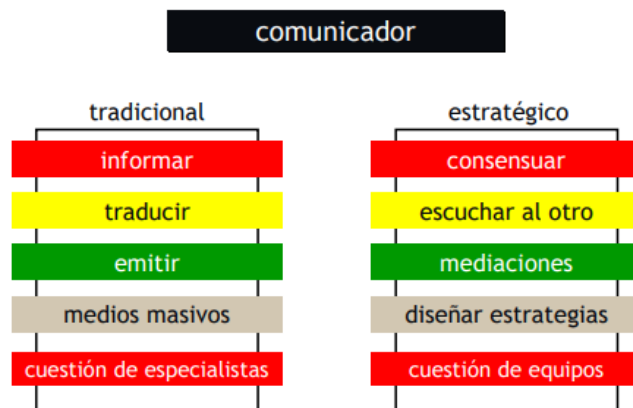 comunicador
tradicional
informar
traducir
emitir
medios masivos
cuestión de especialistas
estratégico
consensuar
escuchar al otro
mediaciones
diseñar estrategias
cuestión de equipos